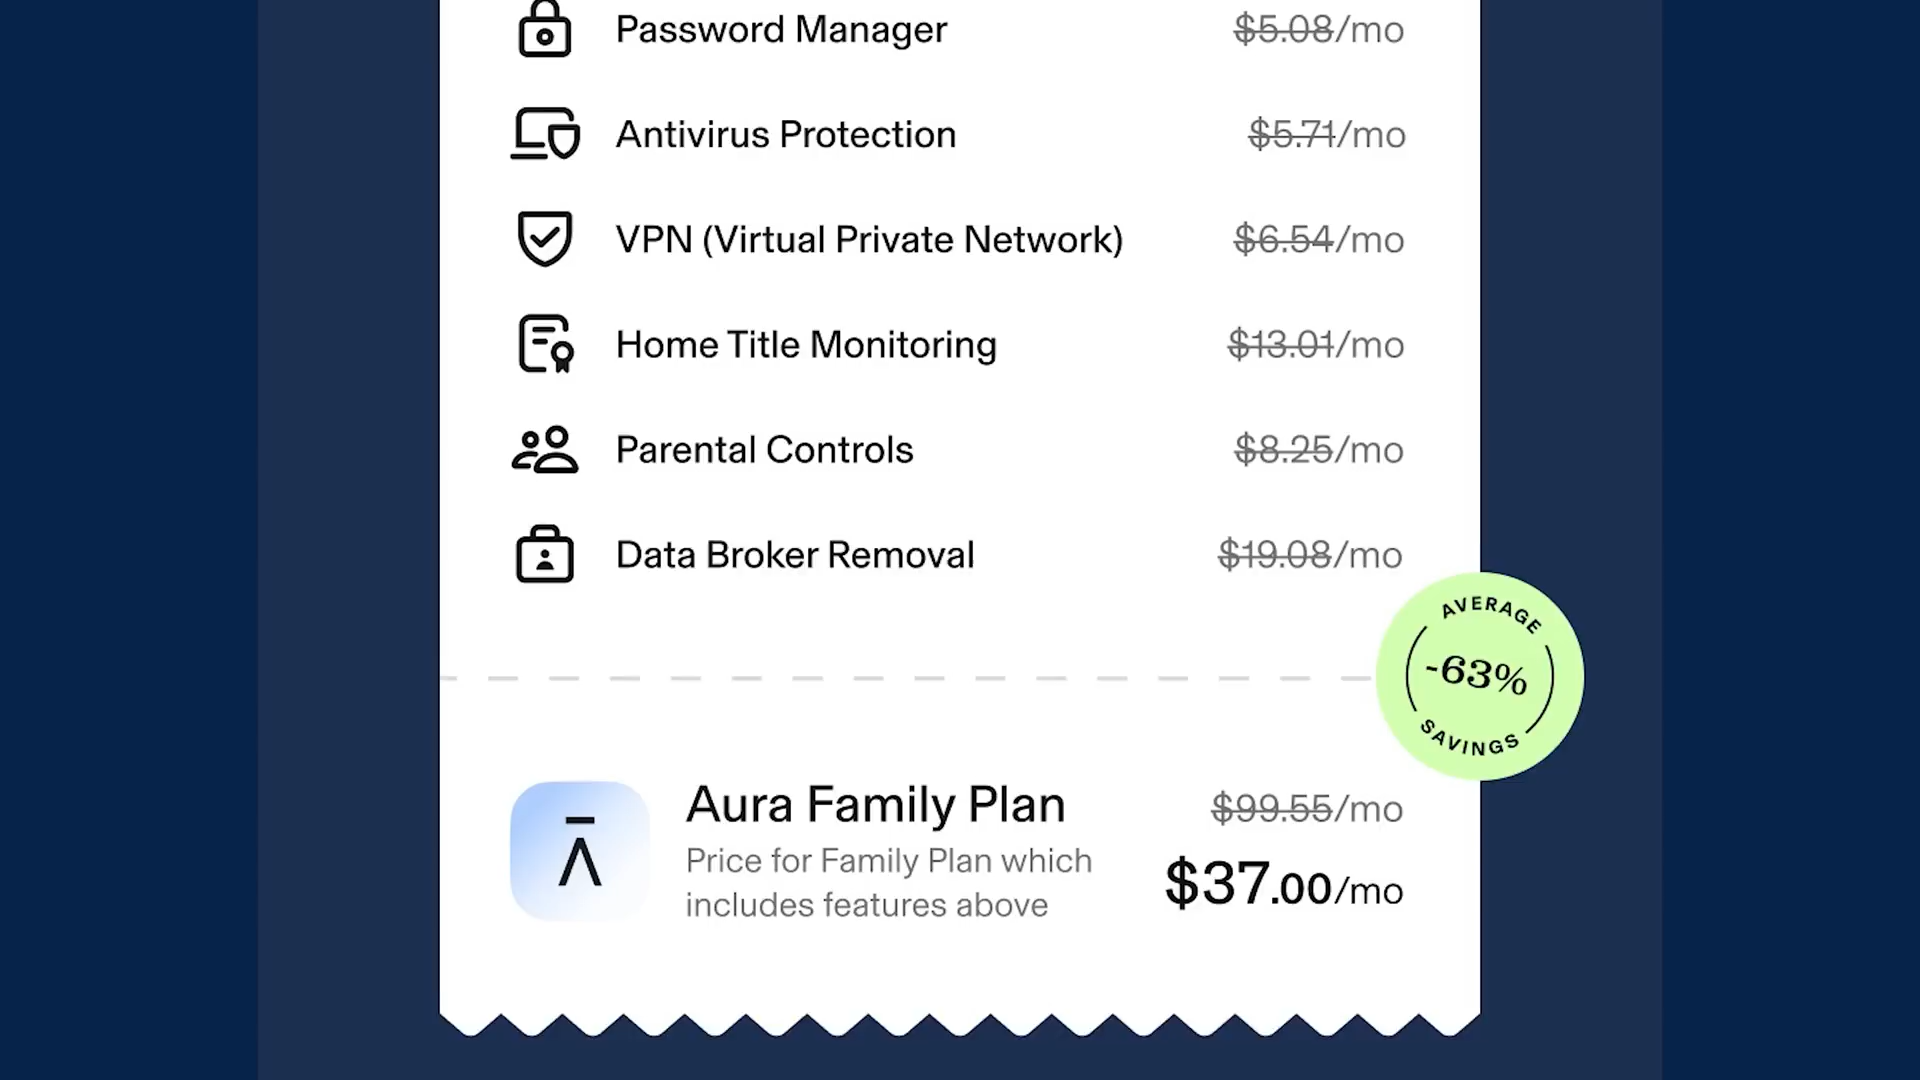 Password Manager $5.08/mo
Antivirus Protection $5.71/mo
VPN (Virtual Private Network) $6.54/mo
Home Title Monitoring $13.01/mo
Parental Controls $8.25/mo
Data Broker Removal $19.08/mo
AVERAGE
-63%
SAVINGS
Aura Family Plan $99.55/mo
Price for Family Plan which
includes features above
$37.00/mo